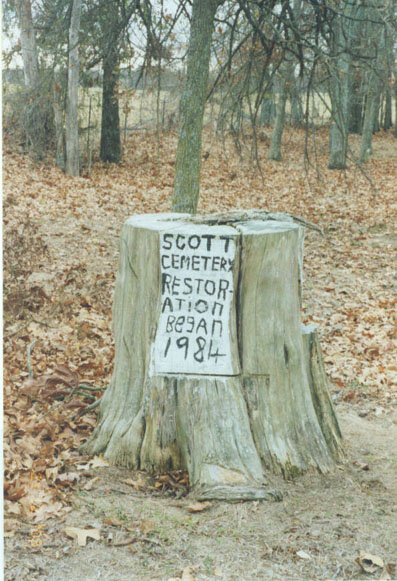 SCOTT
CEMETERY
RESTOR-
ATION
BEGAN
1984